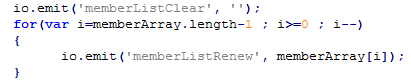 io.emit('memberListClear', '');
for(var i=memberArray.length-1 ; i>=0 ; i--)
{
      io.emit('memberListRenew', memberArray[i]);
}